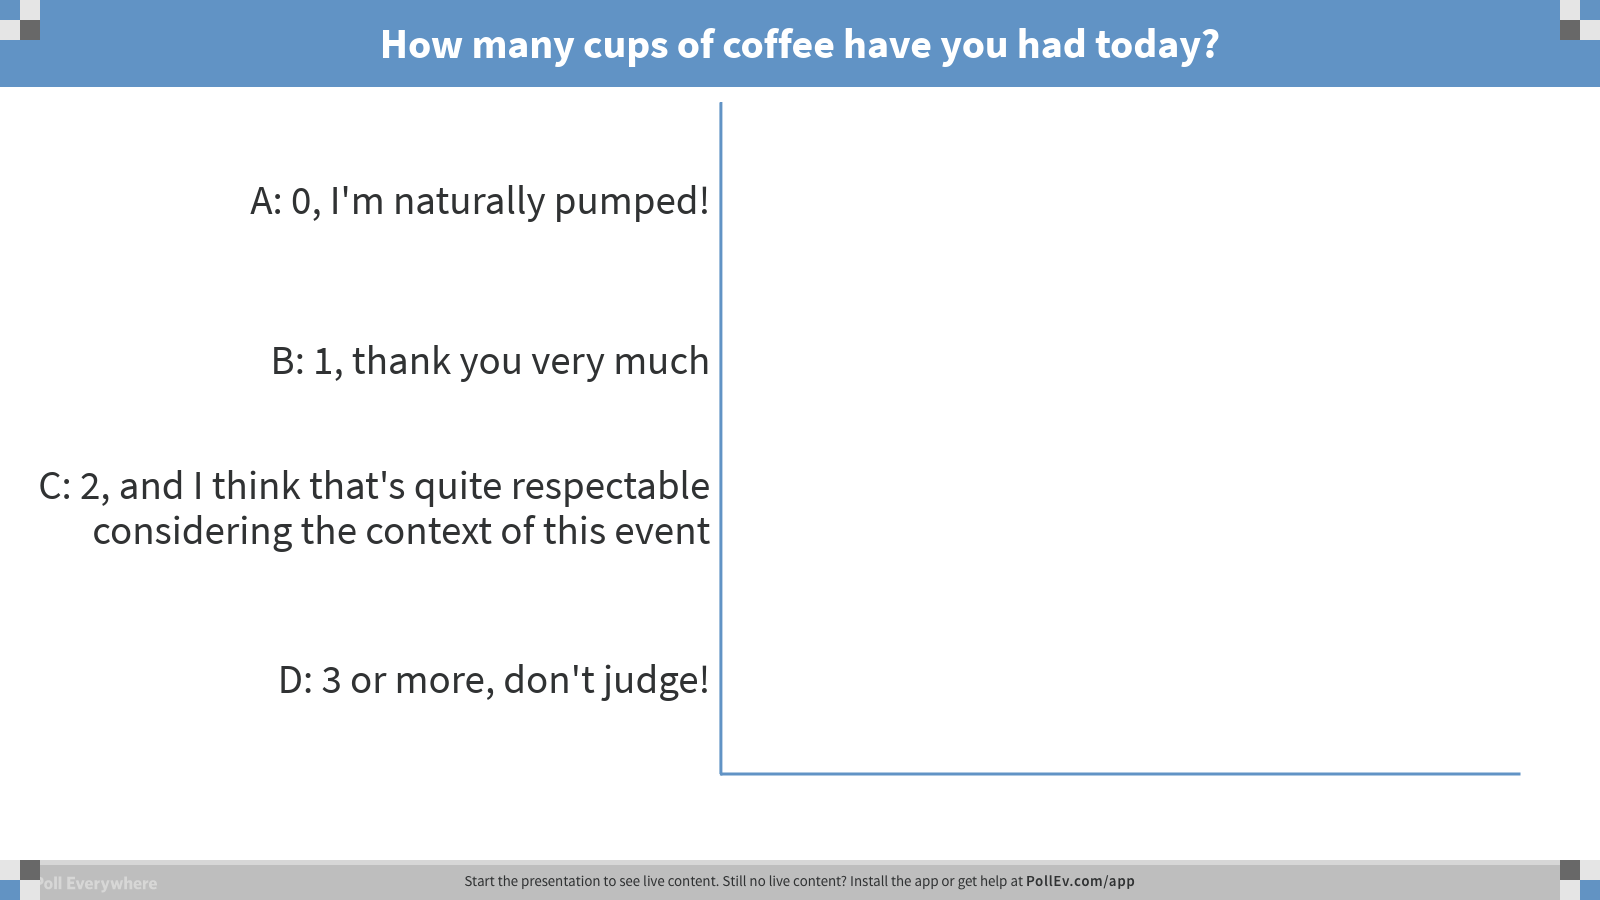 How many cups of coffee have you had today?
A: 0, I'm naturally pumped!
B: 1, thank you very much
C: 2, and I think that's quite respectable
considering the context of this event
D: 3 or more, don't judge!
Poll Everywhere
Start the presentation to see live content. Still no live content? Install the app or get help at PollEv.com/app